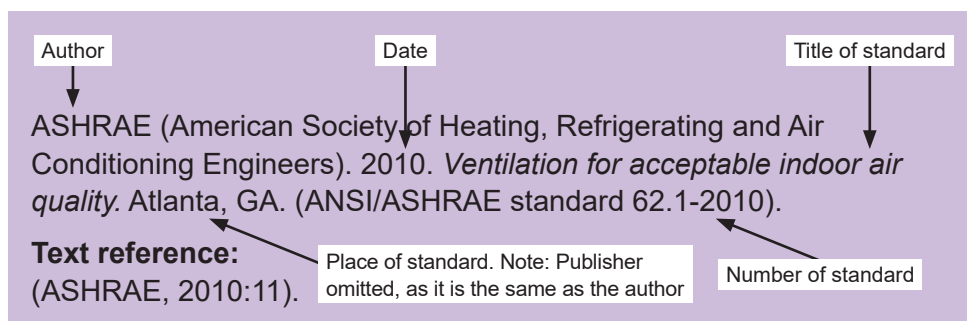 Author
Date
Title of standard
ASHRAE (American Society of Heating, Refrigerating and Air
Conditioning Engineers). 2010. Ventilation for acceptable indoor air
quality. Atlanta, GA. (ANSI/ASHRAE standard 62.1-2010).
Text reference:
(ASHRAE, 2010:11).
Place of standard. Note: Publisher
omitted, as it is the same as the author
Number of standard